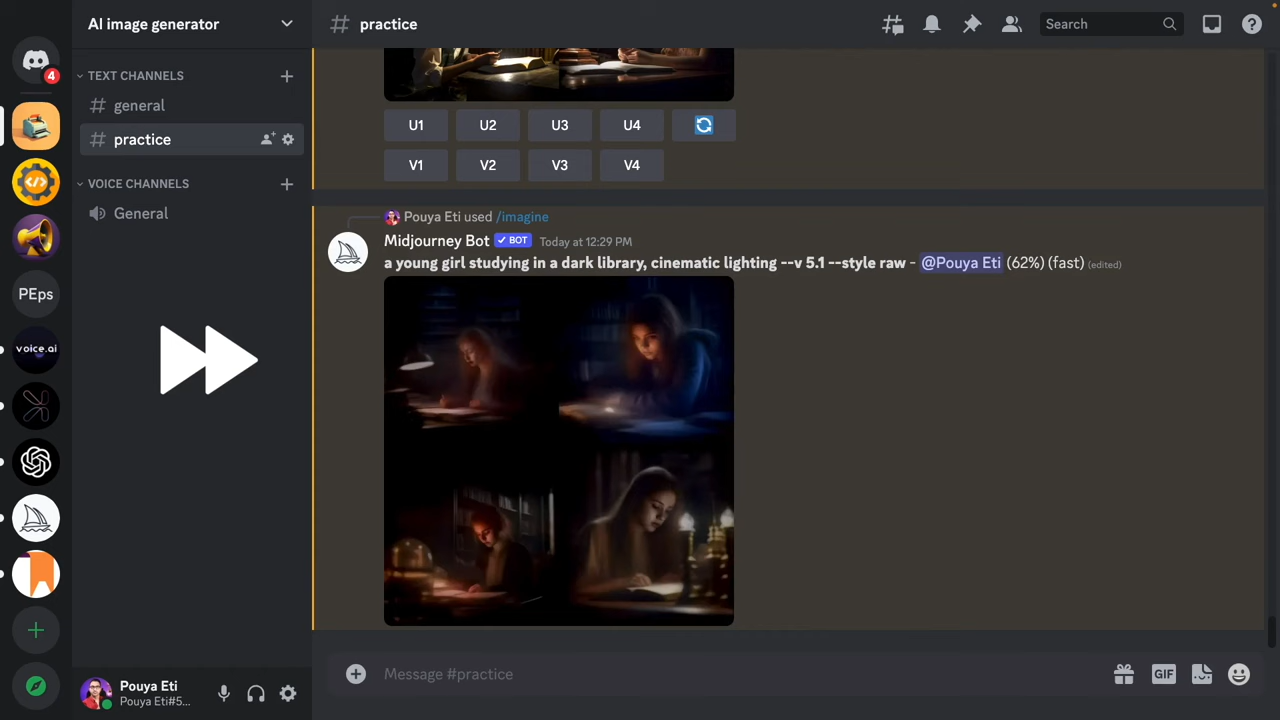 AI image generator
practice
Search
4
TEXT CHANNELS
general
practice
VOICE CHANNELS
General
PEps
voice.ai
U1 U2 U3 U4
V1 V2 V3 V4
Pouya Eti used /imagine
Midjourney Bot BOT Today at 12:29 PM
a young girl studying in a dark library, cinematic lighting --v 5.1 --style raw - @Pouya Eti (62%) (fast) (edited)
Pouya Eti
Pouya Eti#5...
Message #practice
GIF